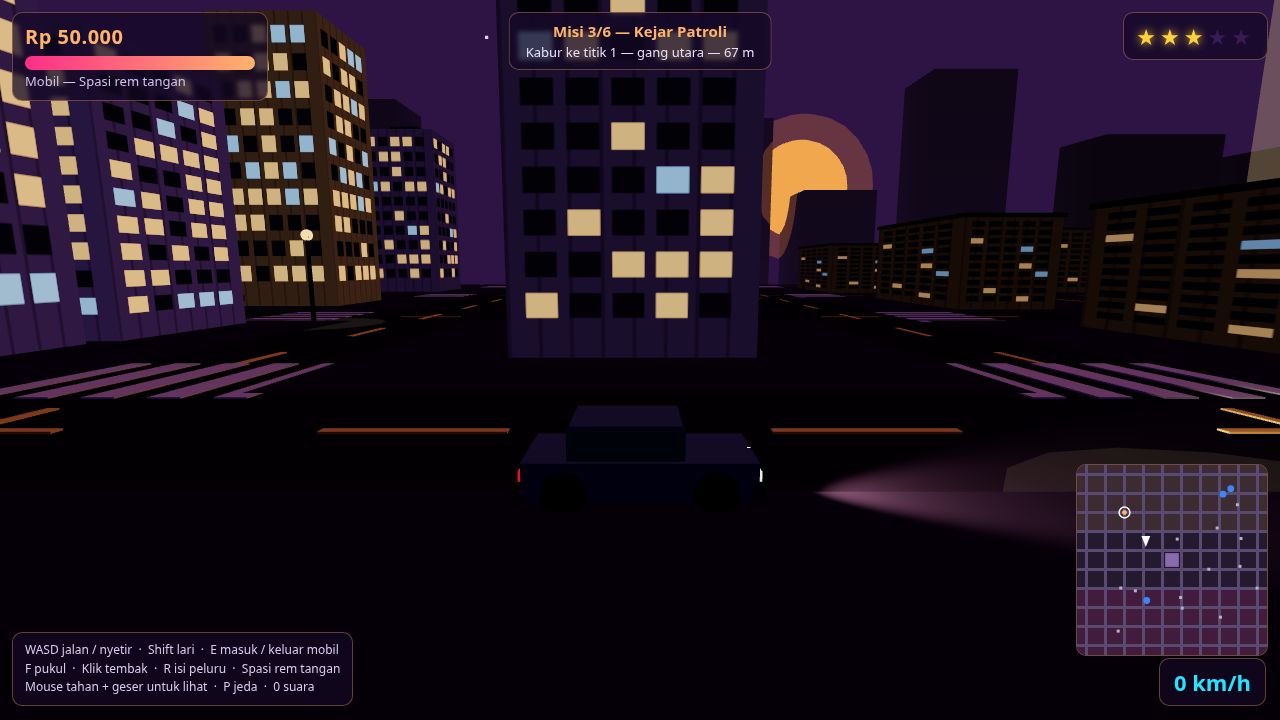 Rp 50.000
Mobil — Spasi rem tangan
Misi 3/6 — Kejar Patroli
Kabur ke titik 1 — gang utara — 67 m
★★★★★
WASD jalan / nyetir · Shift lari · E masuk / keluar mobil
F pukul · Klik tembak · R isi peluru · Spasi rem tangan
Mouse tahan + geser untuk lihat · P jeda · 0 suara
0 km/h